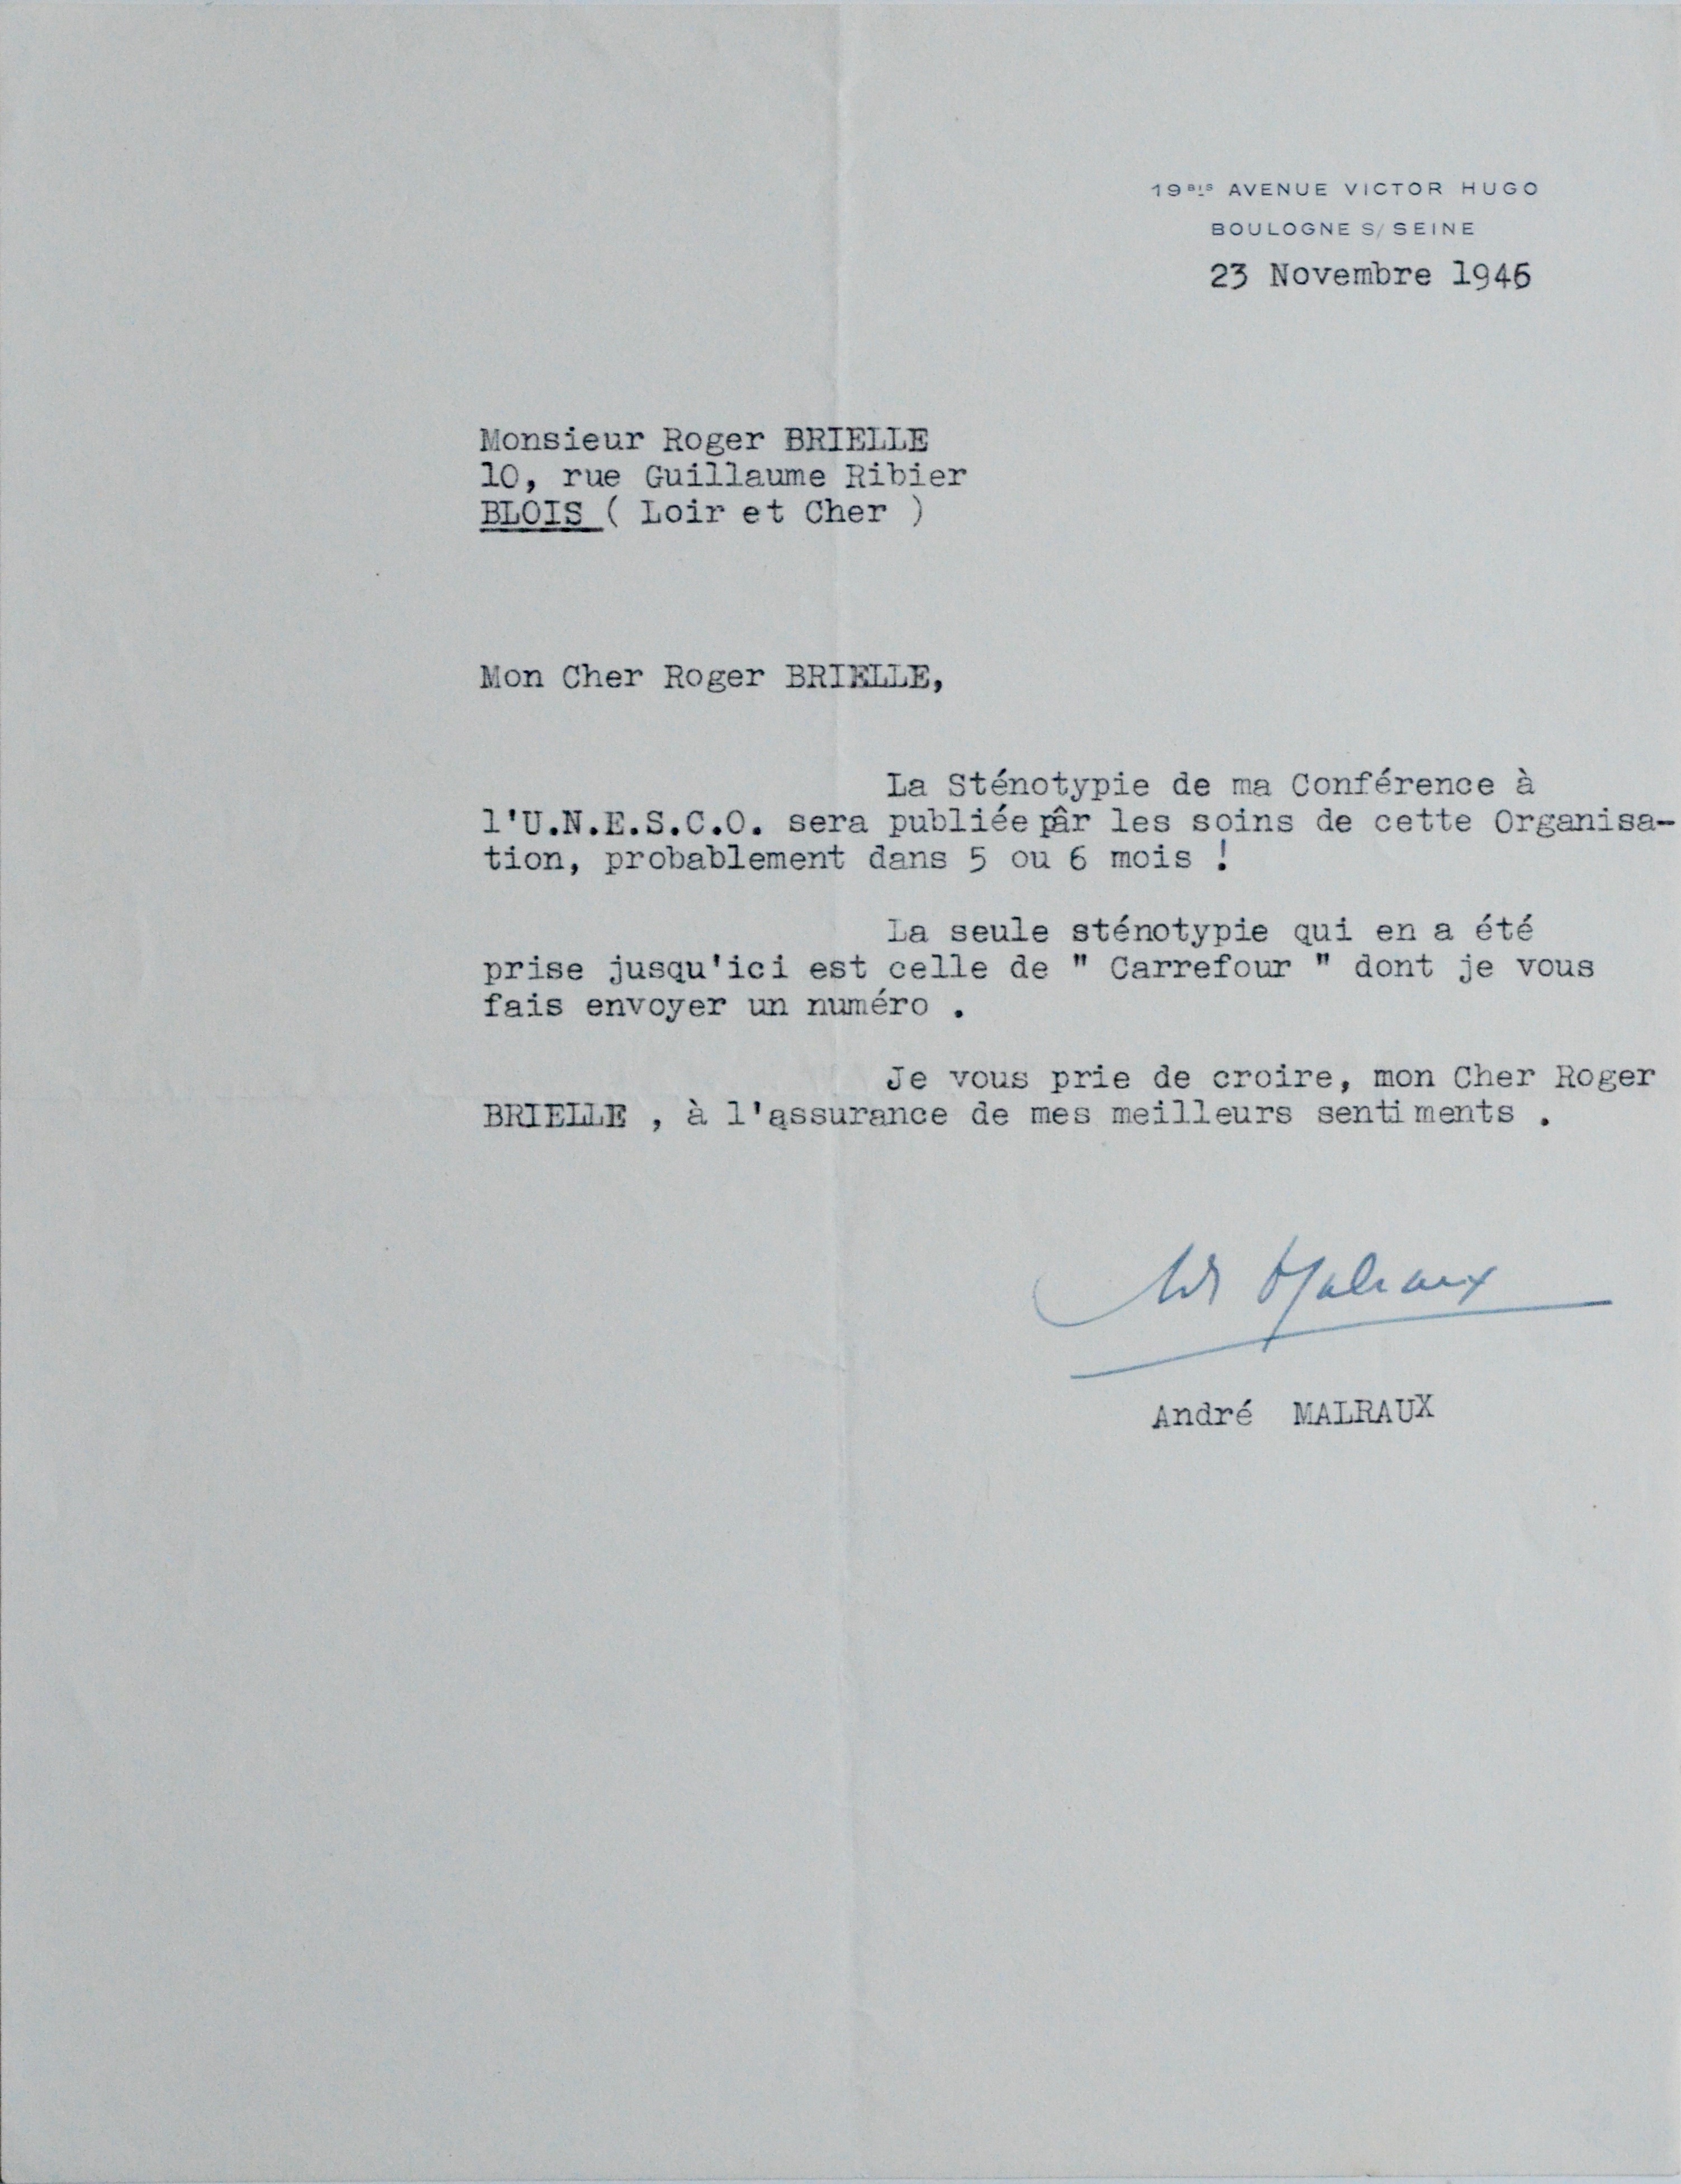 19BIS AVENUE VICTOR HUGO
BOULOGNE S/SEINE
23 Novembre 1946
Monsieur Roger BRIELLE
10, rue Guillaume Ribier
BLOIS ( Loir et Cher )
Mon Cher Roger BRIELLE,
La Sténotypie de ma Conférence à
l'U.N.E.S.C.O. sera publiée pâr les soins de cette Organisa-
tion, probablement dans 5 ou 6 mois !
La seule sténotypie qui en a été
prise jusqu'ici est celle de " Carrefour " dont je vous
fais envoyer un numéro .
Je vous prie de croire, mon Cher Roger
BRIELLE , à l'assurance de mes meilleurs sentiments .
Malraux
André MALRAUX